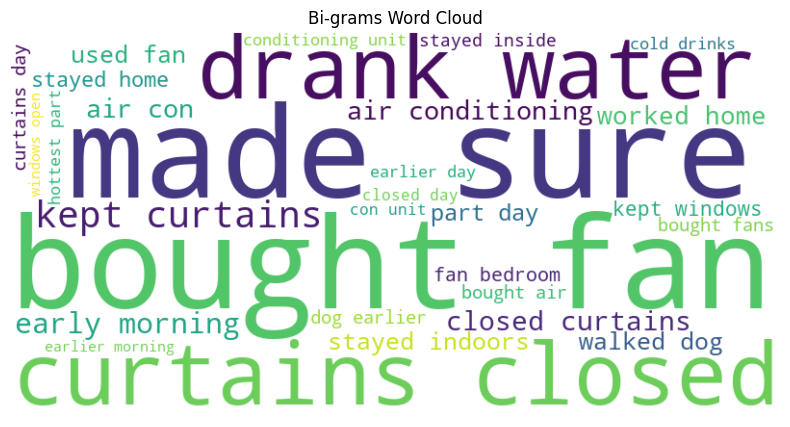 Bi-grams Word Cloud
conditioning unit
stayed inside
cold drinks
used fan
drank water
curtains day
stayed home
windows open
hottest part
air con
air conditioning
worked home
made sure
earlier day
closed day
kept curtains
con unit
part day
kept windows
bought fans
bought fan
fan bedroom
bought air
early morning
dog earlier
closed curtains
stayed indoors
walked dog
earlier morning
curtains closed